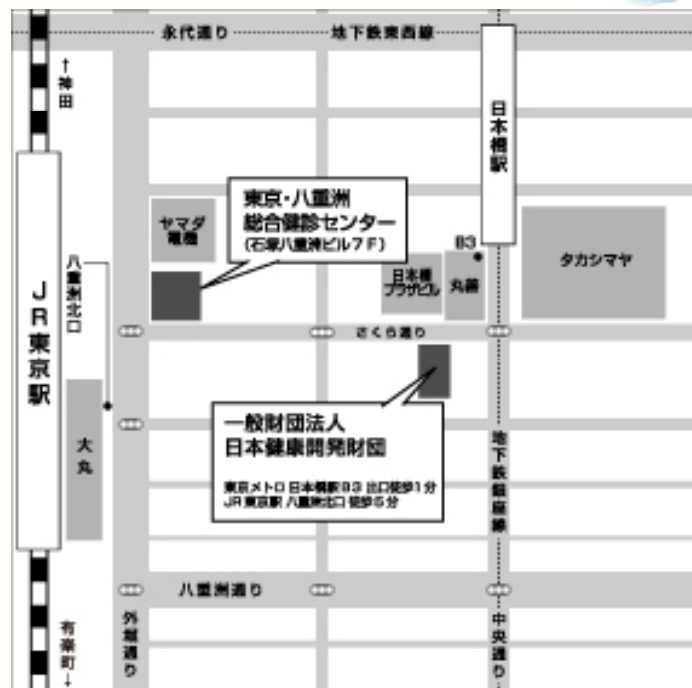 永代通り
地下鉄東西線
↑神田
日本橋駅
東京・八重洲
総合健診センター
(石塚八重洲ビル7F)
ヤマダ
電機
B3
日本橋
プラザビル
丸善
タカシマヤ
八重洲北口
JR東京駅
さくら通り
大丸
一般財団法人
日本健康開発財団
東京メトロ 日本橋駅 B3 出口徒歩1分
JR 東京駅 八重洲北口 徒歩5分
地下鉄銀座線
八重洲通り
外堀通り
中央通り
有楽町↓